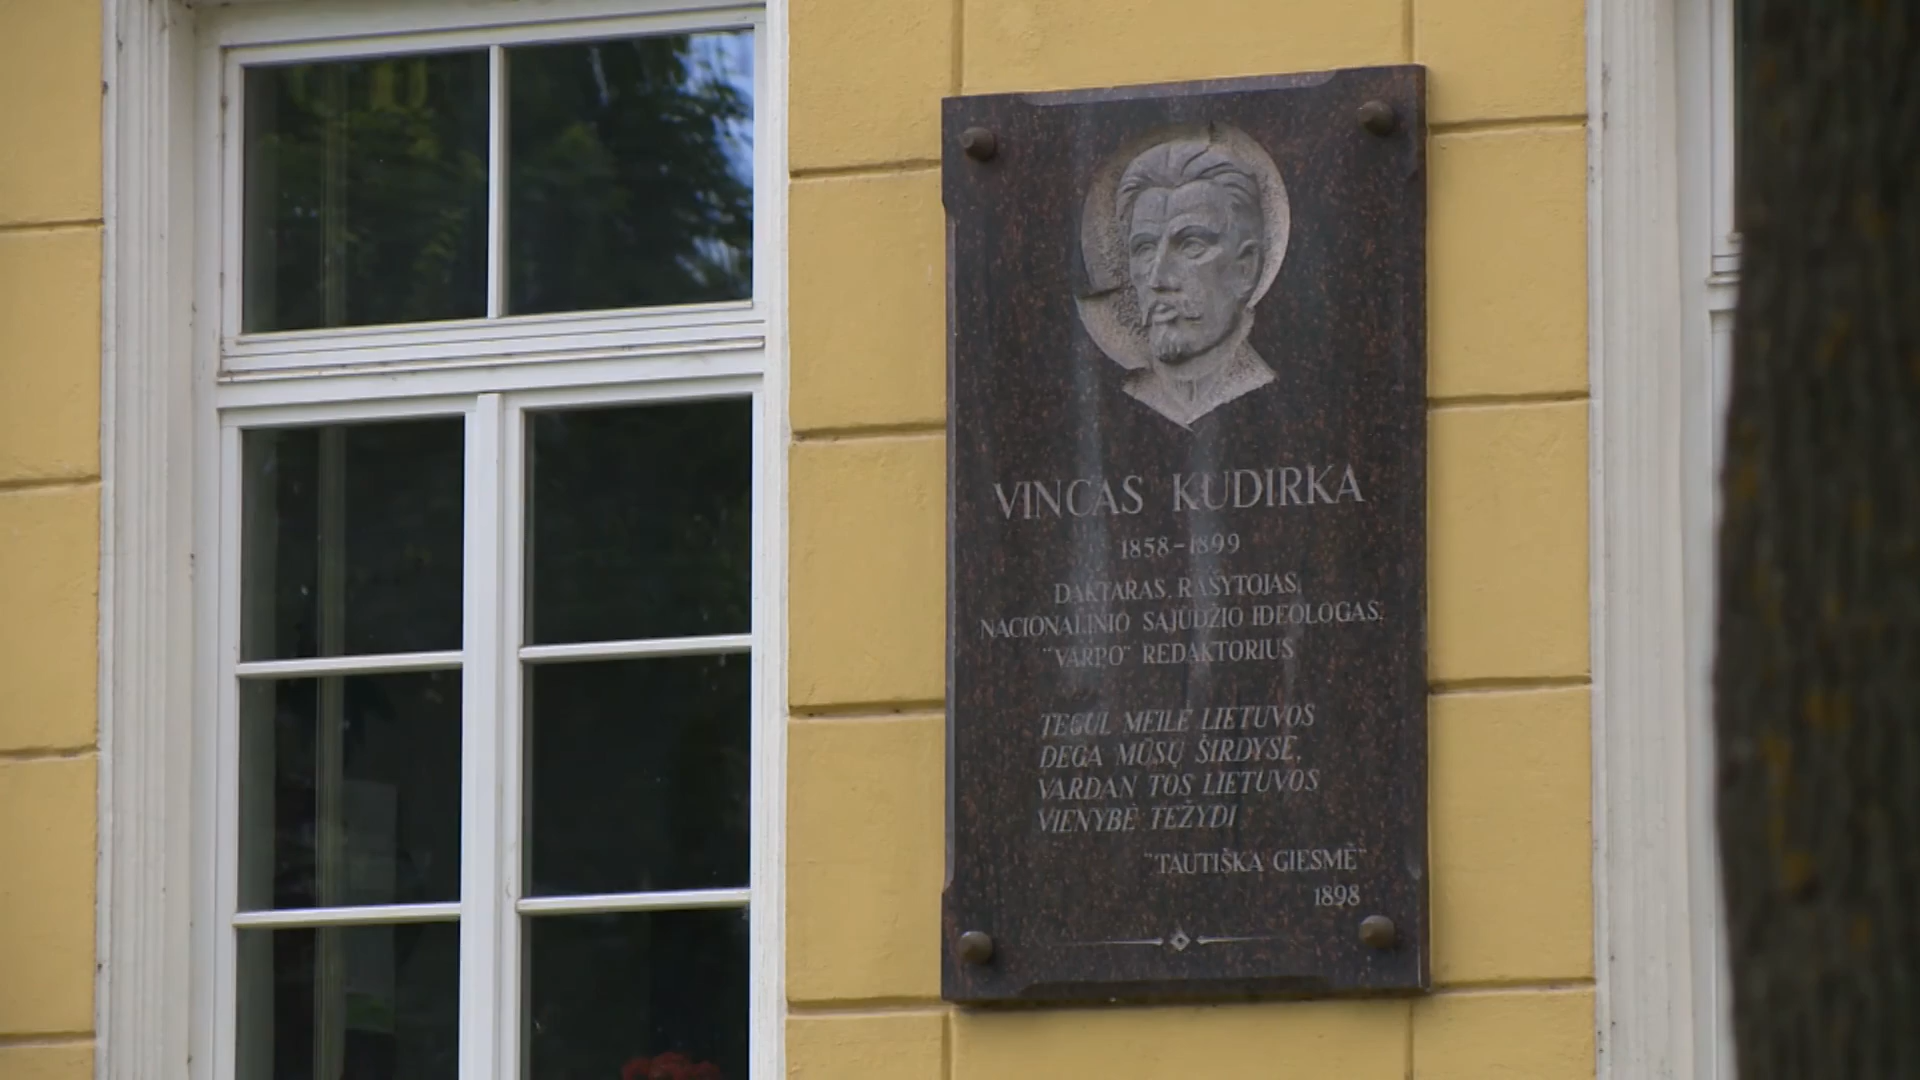 VINCAS KUDIRKA
1858-1899
DAKTARAS, RAŠYTOJAS,
NACIONALINIO SĄJŪDŽIO IDEOLOGAS,
"VARPO" REDAKTORIUS
TEGUL MEILĖ LIETUVOS
DEGA MŪSŲ ŠIRDYSE,
VARDAN TOS LIETUVOS
VIENYBĖ TEŽYDI
"TAUTIŠKA GIESMĖ"
1898